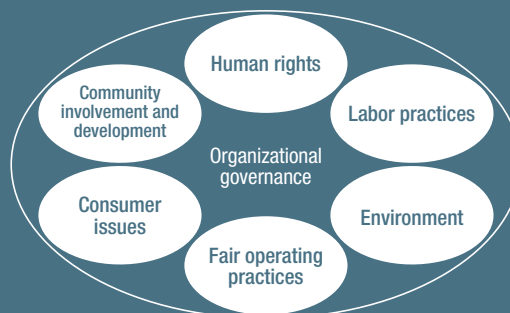 Human rights
Community
involvement and
development
Labor practices
Organizational
governance
Consumer
issues
Environment
Fair operating
practices